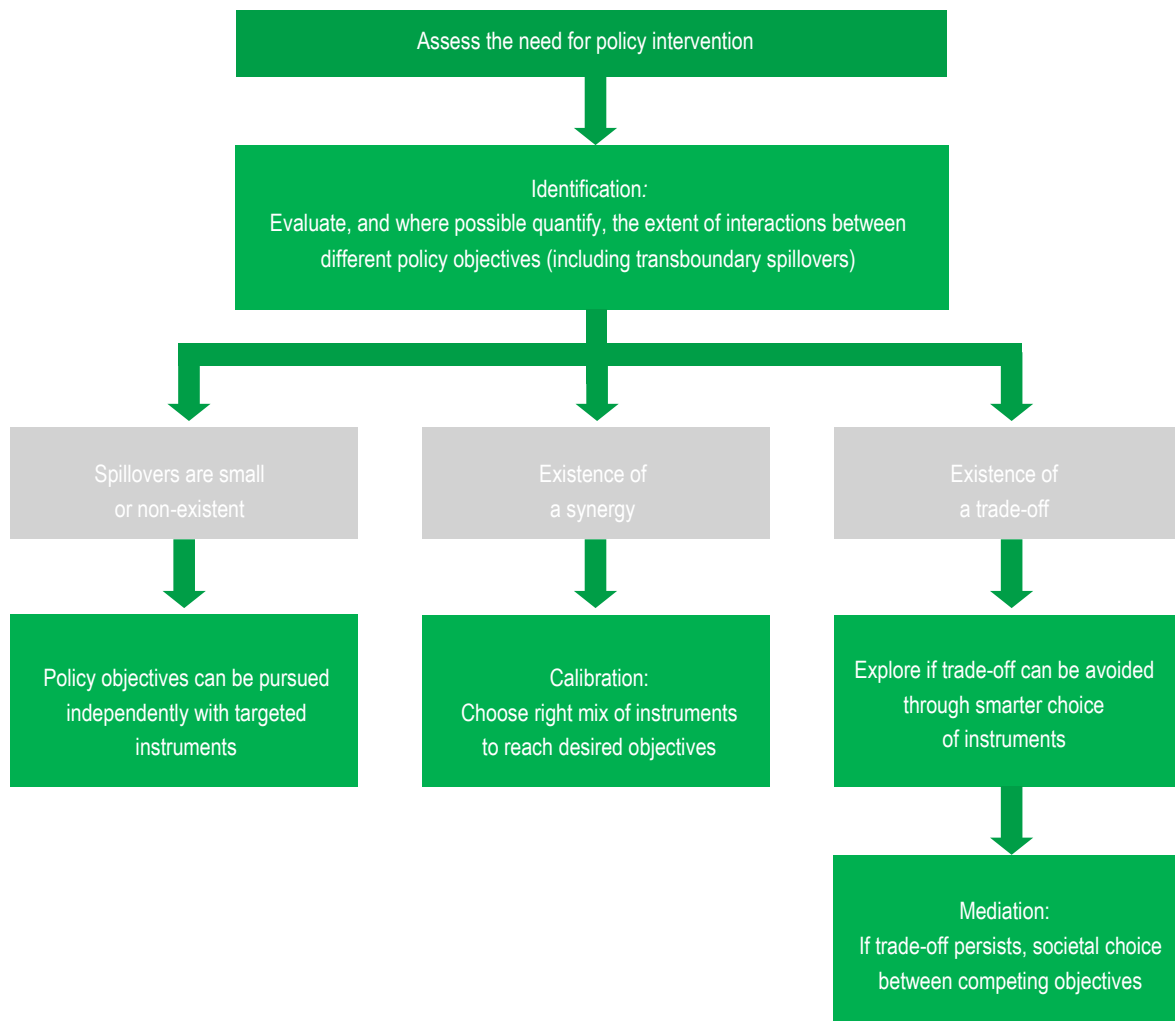 Assess the need for policy intervention
Identification:
Evaluate, and where possible quantify, the extent of interactions between
different policy objectives (including transboundary spillovers)
Spillovers are small
or non-existent
Existence of
a synergy
Existence of
a trade-off
Policy objectives can be pursued
independently with targeted
instruments
Calibration:
Choose right mix of instruments
to reach desired objectives
Explore if trade-off can be avoided
through smarter choice
of instruments
Mediation:
If trade-off persists, societal choice
between competing objectives